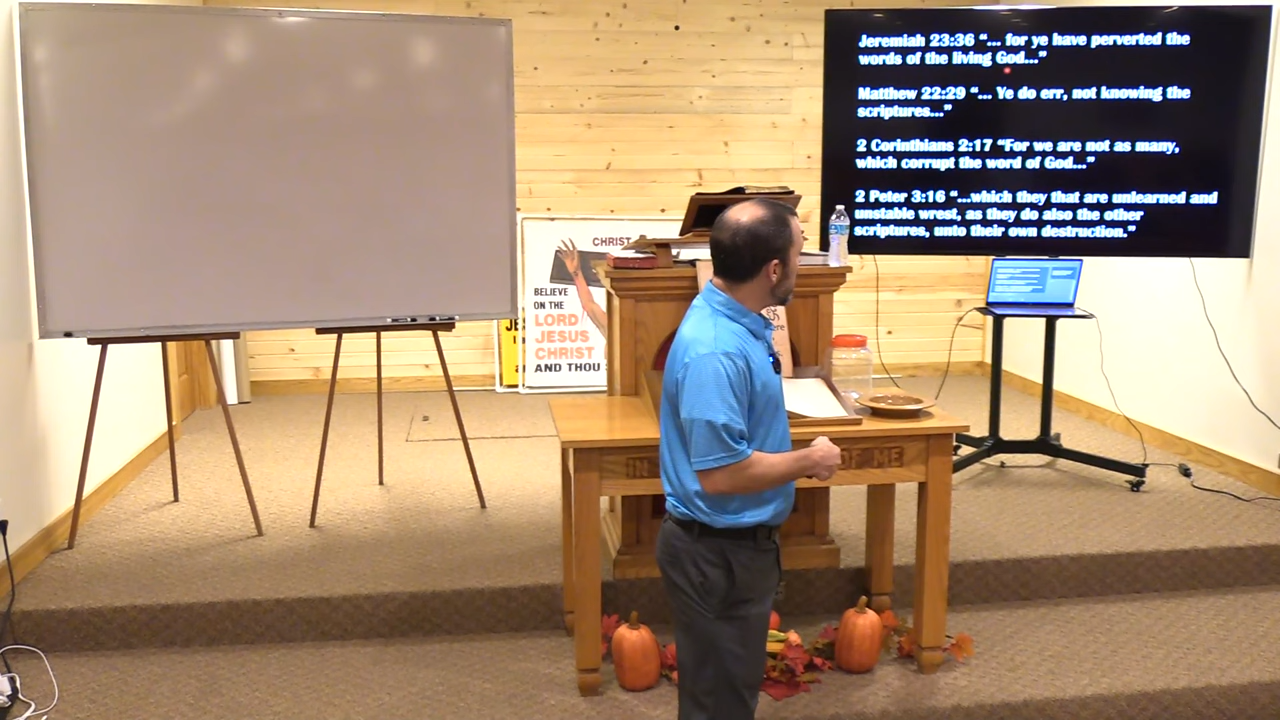 Jeremiah 23:36 “... for ye have perverted the
words of the living God...”
Matthew 22:29 “... Ye do err, not knowing the
scriptures...”
2 Corinthians 2:17 “For we are not as many,
which corrupt the word of God...”
2 Peter 3:16 “...which they that are unlearned and
unstable wrest, as they do also the other
scriptures, unto their own destruction.”
CHRIST
BELIEVE
ON THE
LORD
JESUS
CHRIST
AND THOU
IN
OF ME